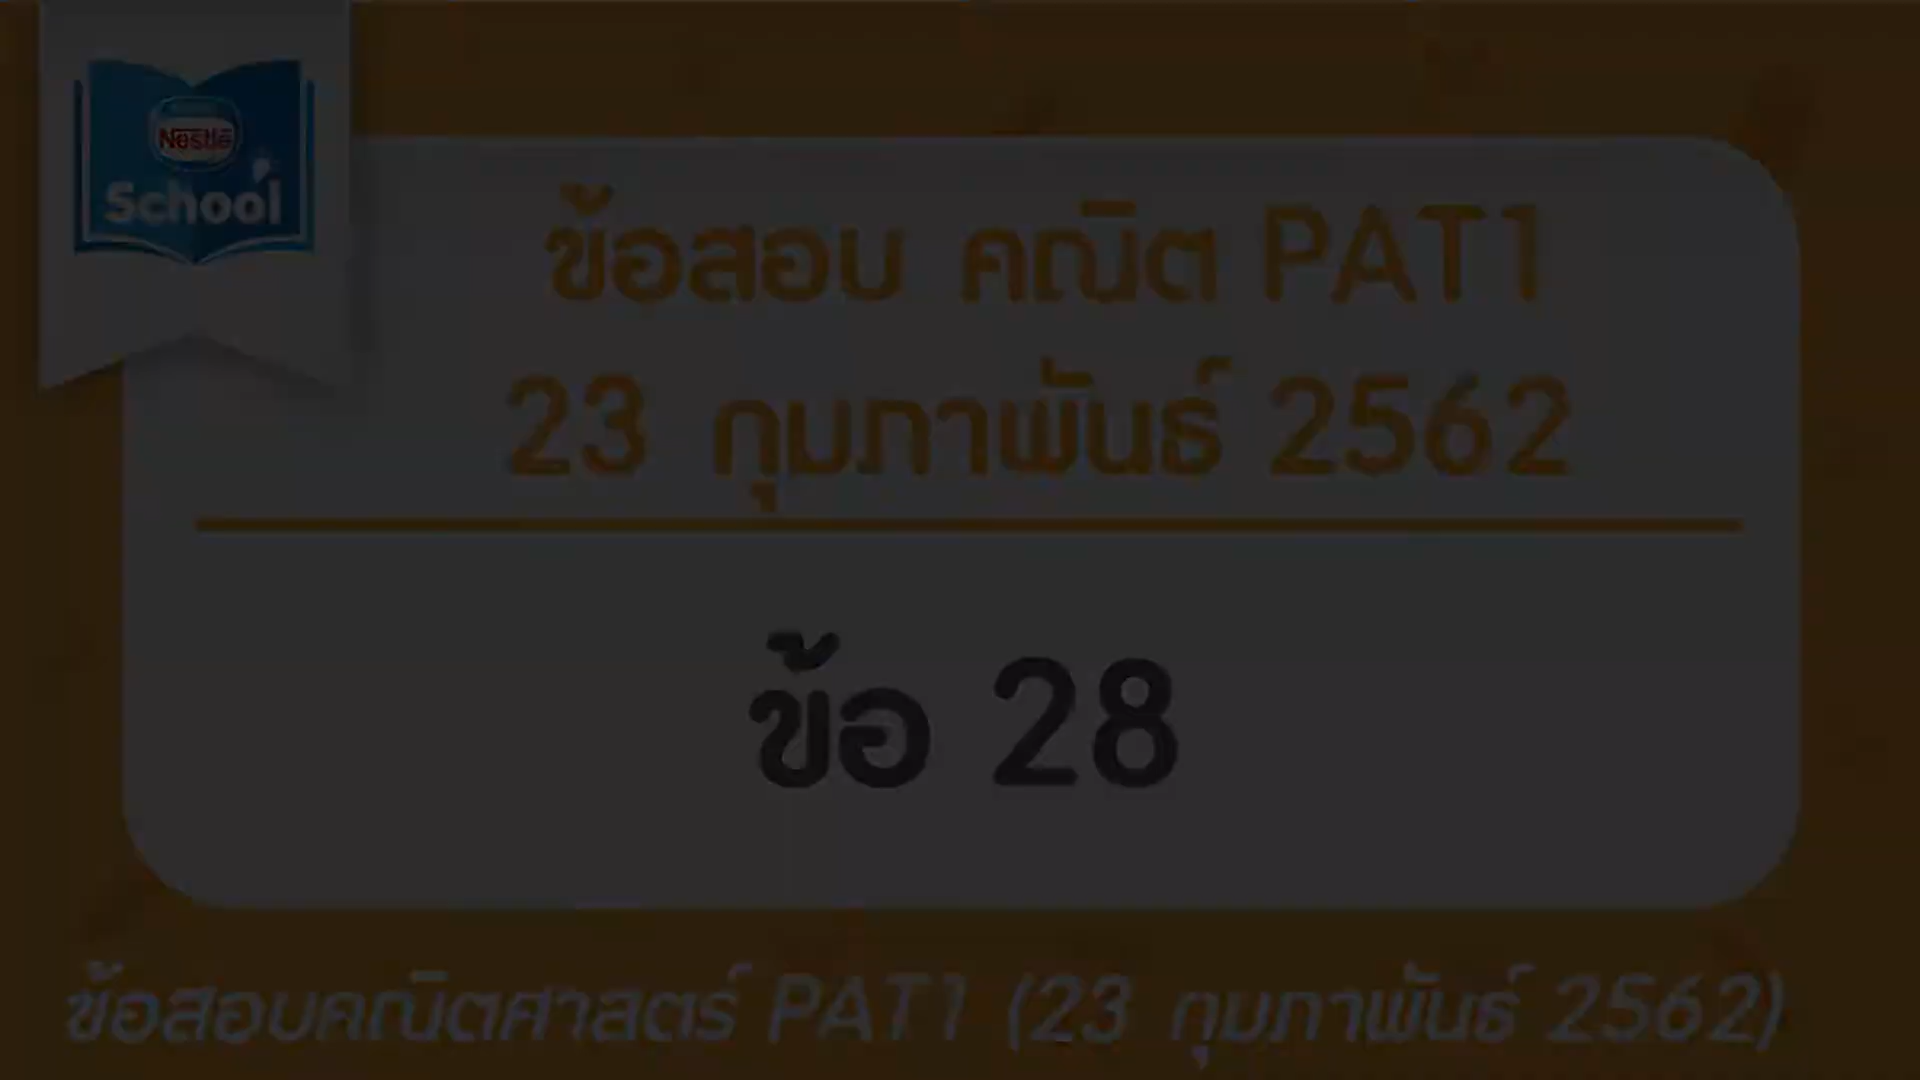 Nestlé
School
ข้อสอบ คณิต PAT1
23 กุมภาพันธ์ 2562
ข้อ 28
ข้อสอบคณิตศาสตร์ PAT1 (23 กุมภาพันธ์ 2562)